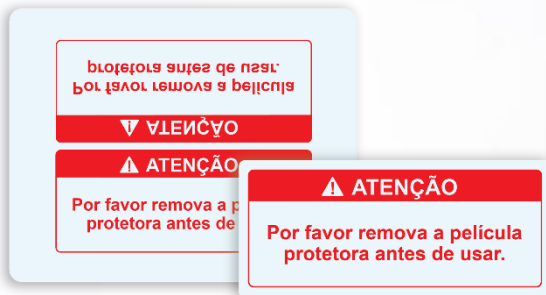 ATENÇÃO
Por favor remova a película
protetora antes de usar.
ATENÇÃO
Por favor remova a
protetora antes de
ATENÇÃO
Por favor remova a película
protetora antes de usar.